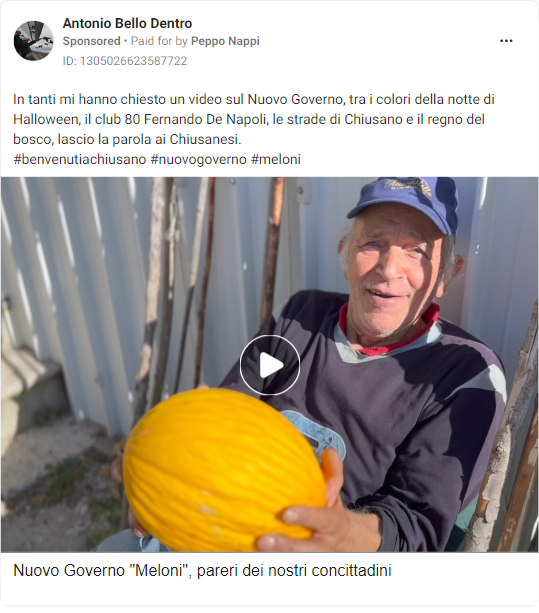 Antonio Bello Dentro
Sponsored • Paid for by Peppo Nappi
ID: 1305026623587722
In tanti mi hanno chiesto un video sul Nuovo Governo, tra i colori della notte di
Halloween, il club 80 Fernando De Napoli, le strade di Chiusano e il regno del
bosco, lascio la parola ai Chiusanesi.
#benvenutiachiusano #nuovogoverno #meloni
Nuovo Governo "Meloni", pareri dei nostri concittadini